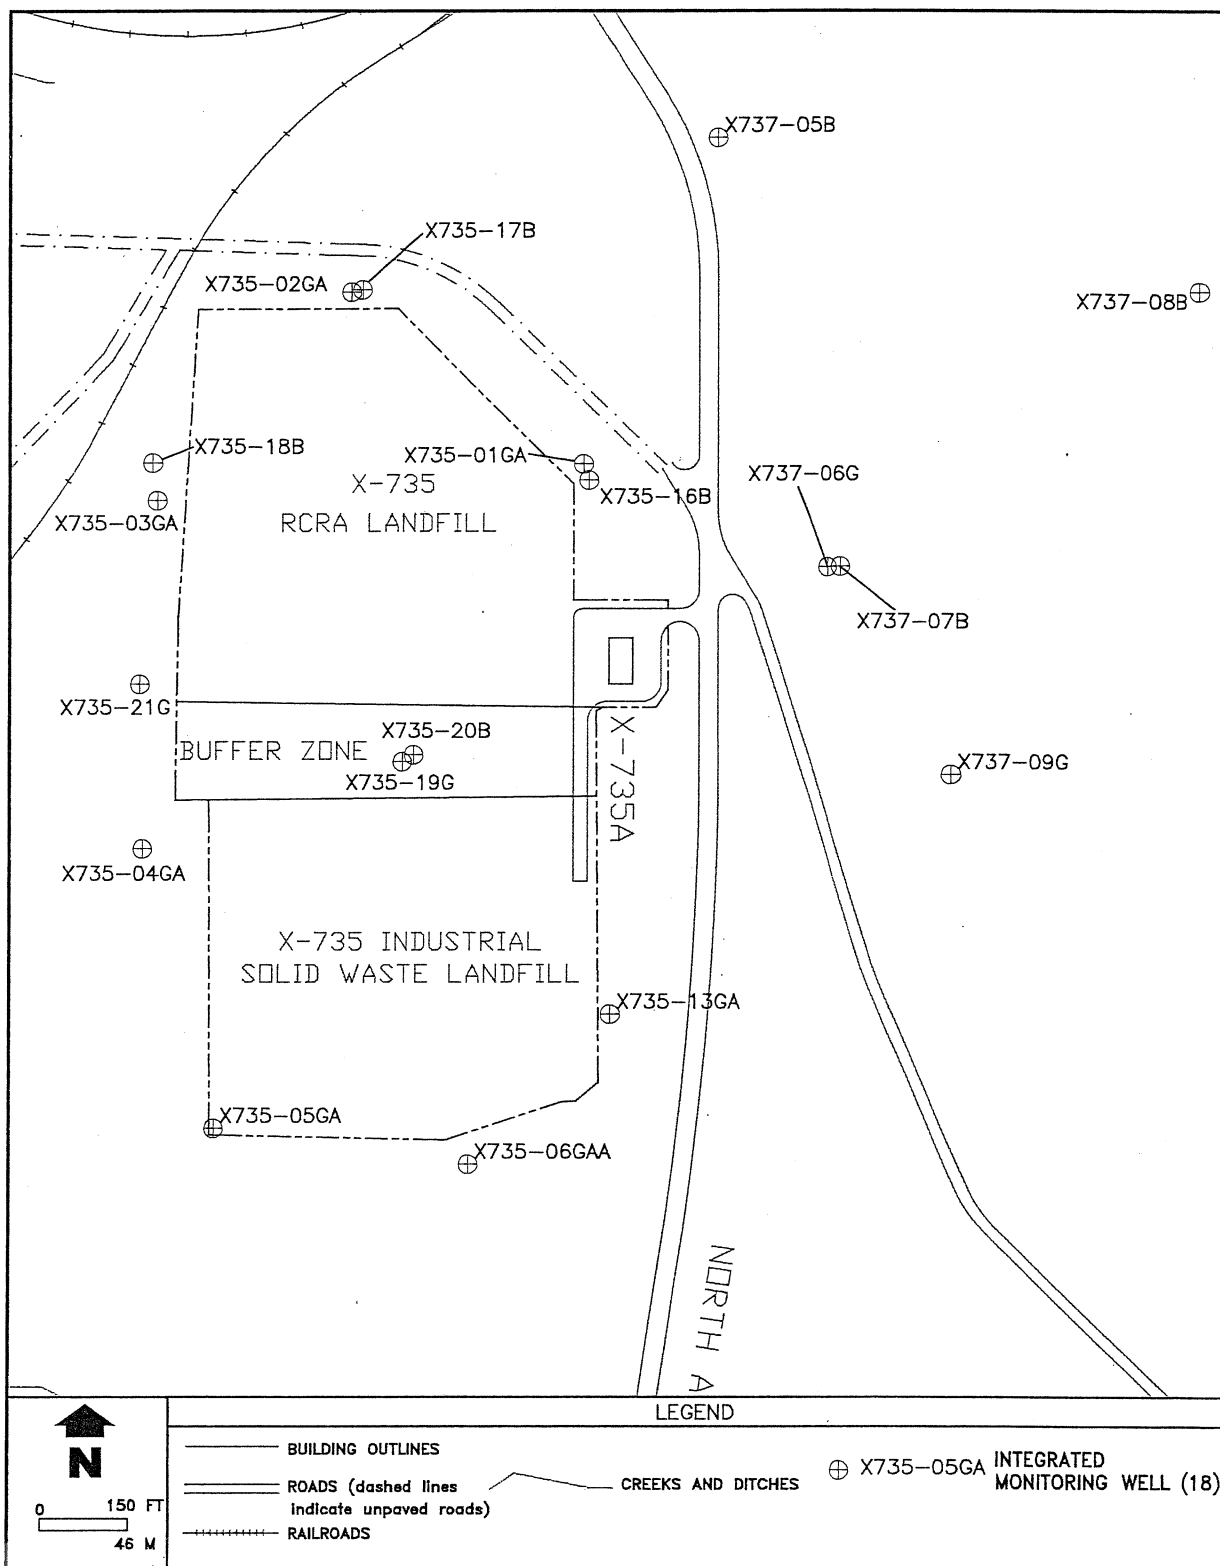 X737-05B
X735-17B
X735-02GA
X737-08B
X735-18B
X735-01GA
X-735
RCRA LANDFILL
X735-16B
X737-06G
X735-03GA
X737-07B
X735-21G
BUFFER ZONE
X735-20B
X735-19G
X-735A
X737-09G
X735-04GA
X-735 INDUSTRIAL
SOLID WASTE LANDFILL
X735-13GA
X735-05GA
X735-06GAA
NORTH A
N
0 150 FT
46 M
LEGEND
BUILDING OUTLINES
ROADS (dashed lines
indicate unpaved roads)
RAILROADS
CREEKS AND DITCHES
X735-05GA INTEGRATED
MONITORING WELL (18)